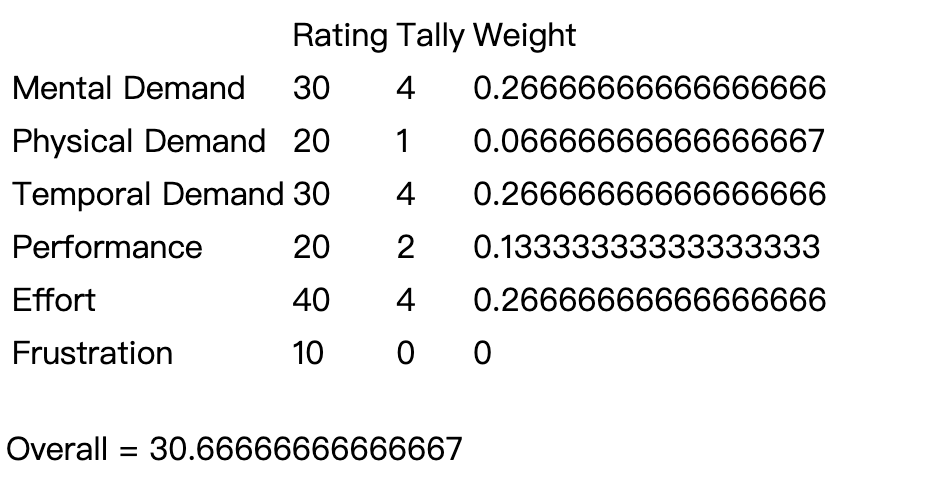 Rating Tally Weight
Mental Demand 30 4 0.26666666666666666
Physical Demand 20 1 0.06666666666666667
Temporal Demand 30 4 0.26666666666666666
Performance 20 2 0.13333333333333333
Effort 40 4 0.26666666666666666
Frustration 10 0 0
Overall = 30.66666666666667